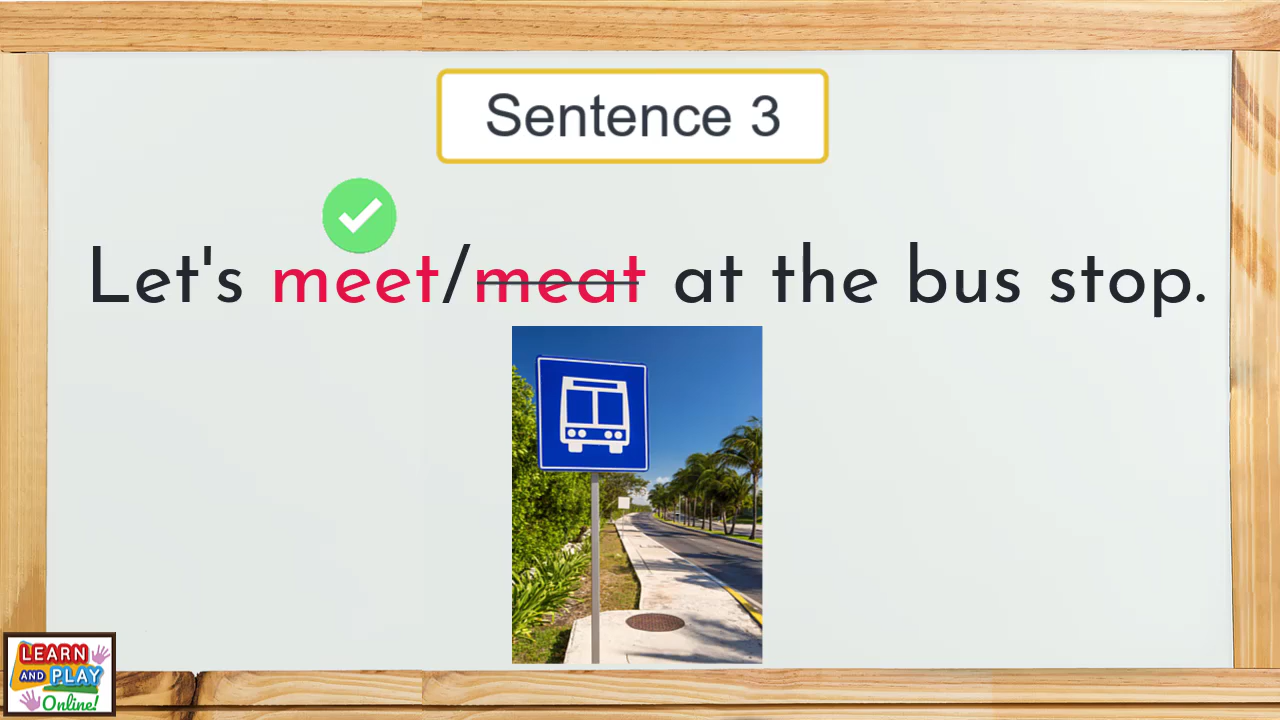 Sentence 3
Let's meet/meat at the bus stop.
LEARN
AND PLAY
Online!